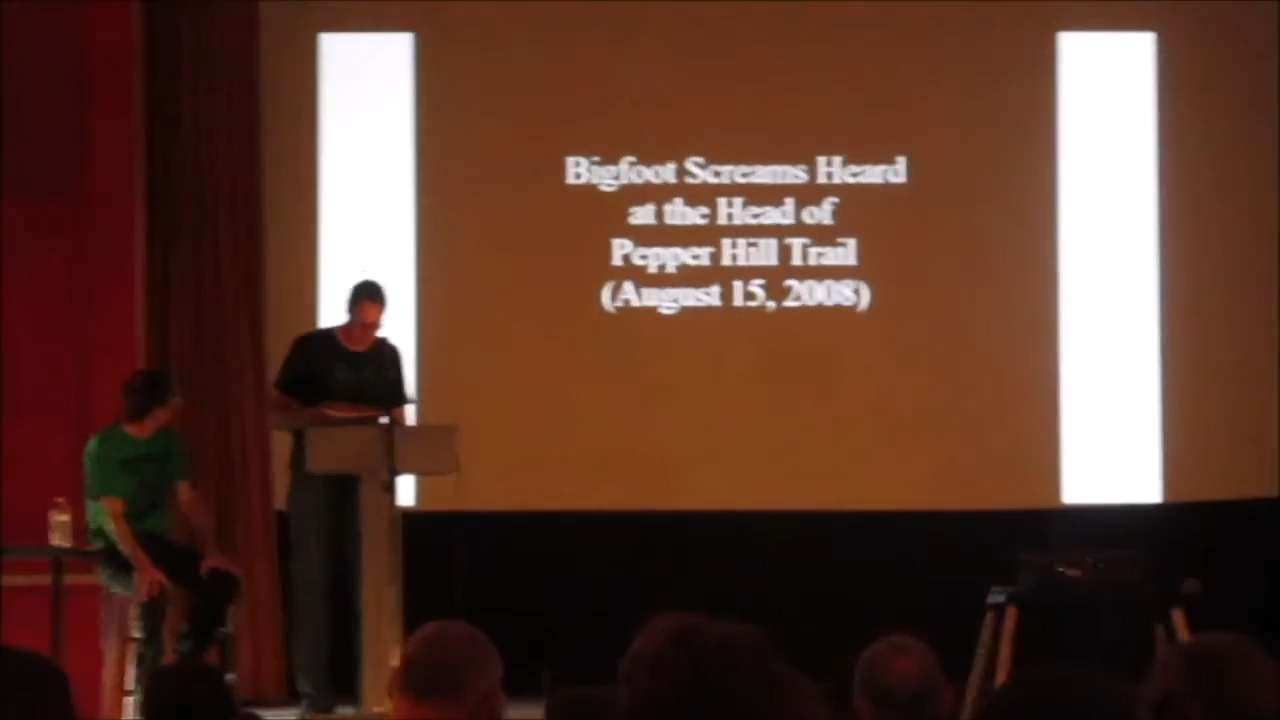 Bigfoot Screams Heard
at the Head of
Pepper Hill Trail
(August 15, 2008)